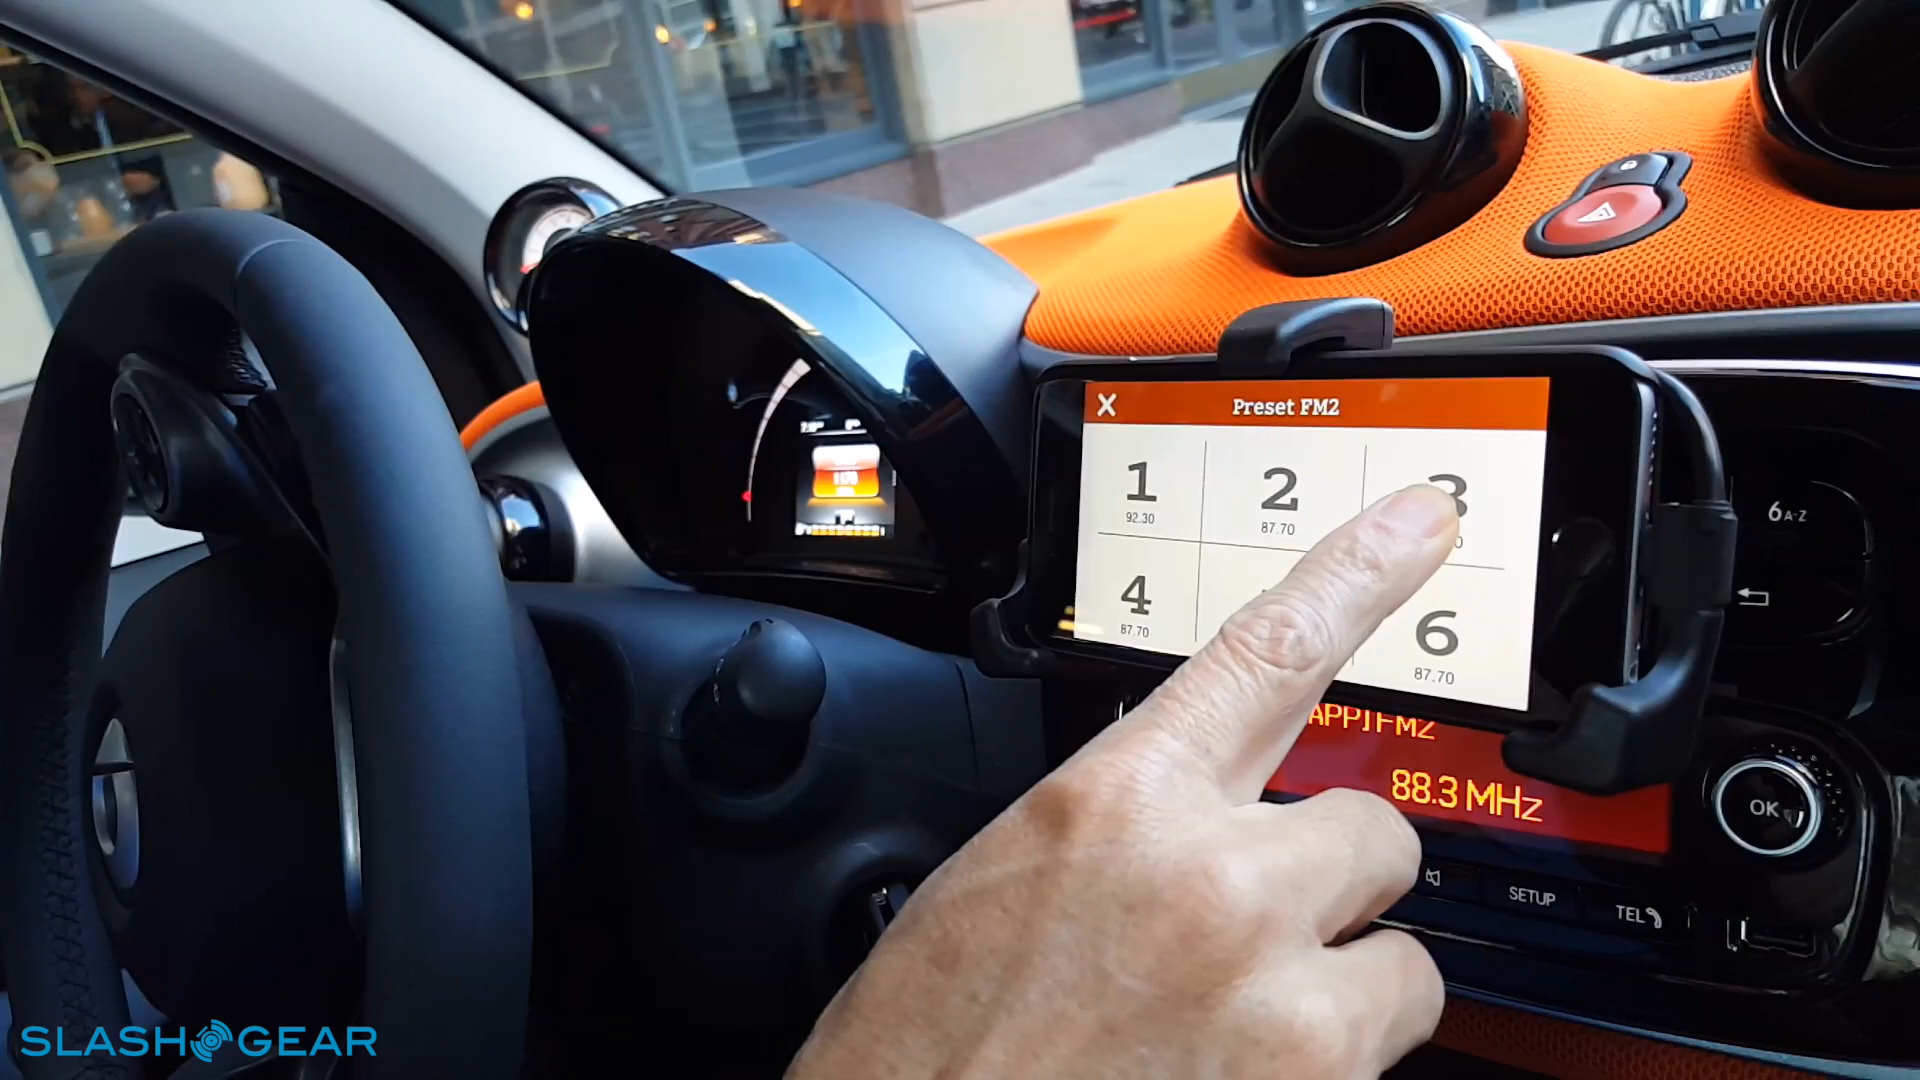 X Preset FM2
1 2 3
92.30 87.70
4 6
87.70 87.70
6 A-Z
FM2
88.3 MHz
OK
SETUP TEL
SLASHGEAR